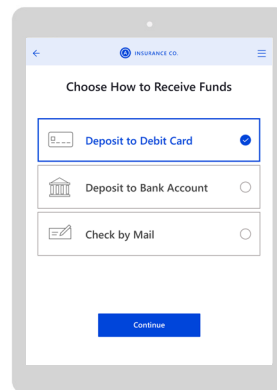 INSURANCE CO.
Choose How to Receive Funds
Deposit to Debit Card
Deposit to Bank Account
Check by Mail
Continue